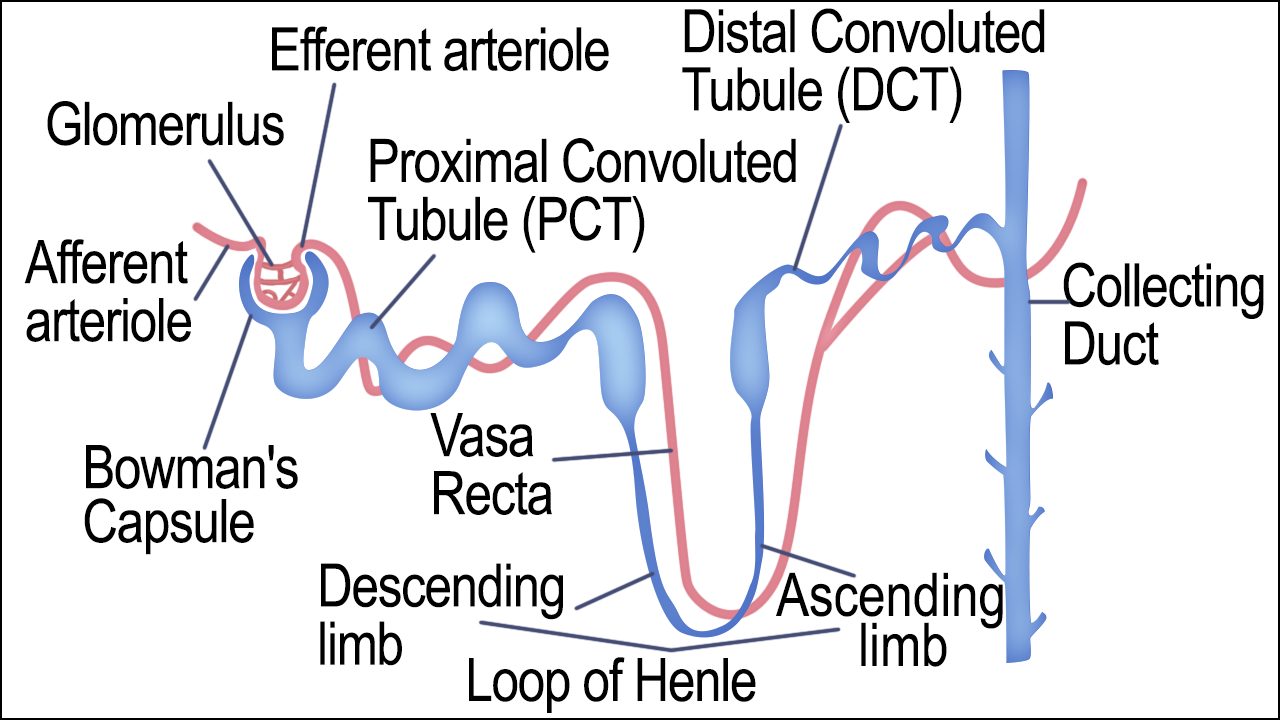 Efferent arteriole
Distal Convoluted
Tubule (DCT)
Glomerulus
Proximal Convoluted
Tubule (PCT)
Afferent
arteriole
Collecting
Duct
Vasa
Recta
Bowman's
Capsule
Descending
limb
Ascending
limb
Loop of Henle